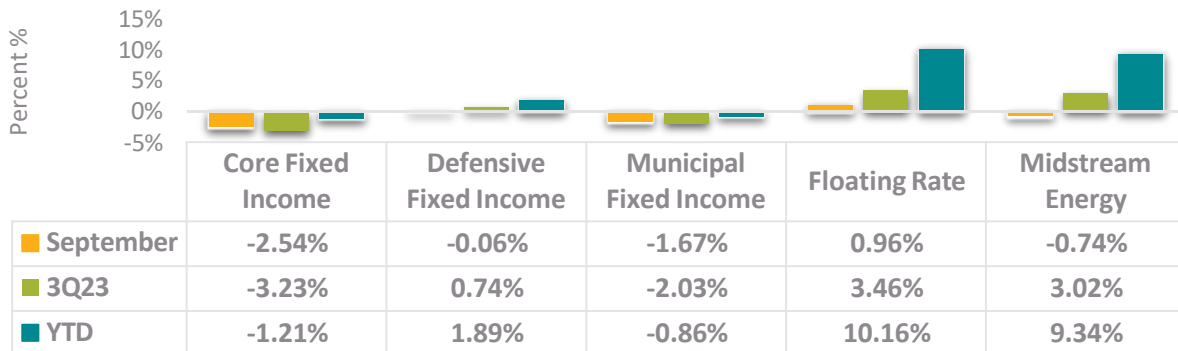 Percent %
15%
10%
5%
0%
-5%
Core Fixed Income
Defensive Fixed Income
Municipal Fixed Income
Floating Rate
Midstream Energy
September -2.54% -0.06% -1.67% 0.96% -0.74%
3Q23 -3.23% 0.74% -2.03% 3.46% 3.02%
YTD -1.21% 1.89% -0.86% 10.16% 9.34%